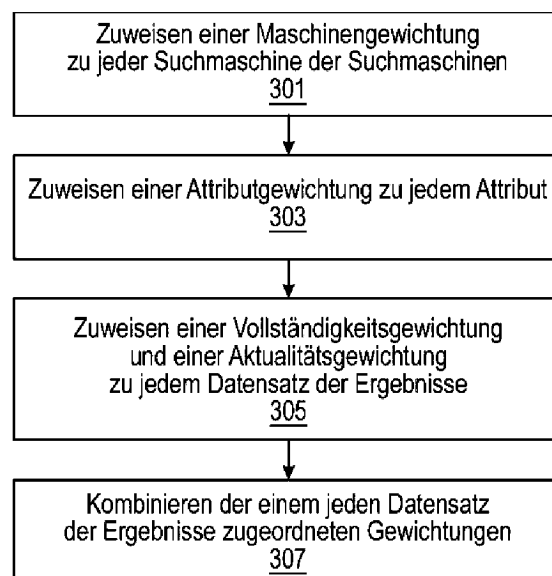 Zuweisen einer Maschinengewichtung
zu jeder Suchmaschine der Suchmaschinen
301
Zuweisen einer Attributgewichtung zu jedem Attribut
303
Zuweisen einer Vollständigkeitsgewichtung
und einer Aktualitätsgewichtung
zu jedem Datensatz der Ergebnisse
305
Kombinieren der einem jeden Datensatz
der Ergebnisse zugeordneten Gewichtungen
307